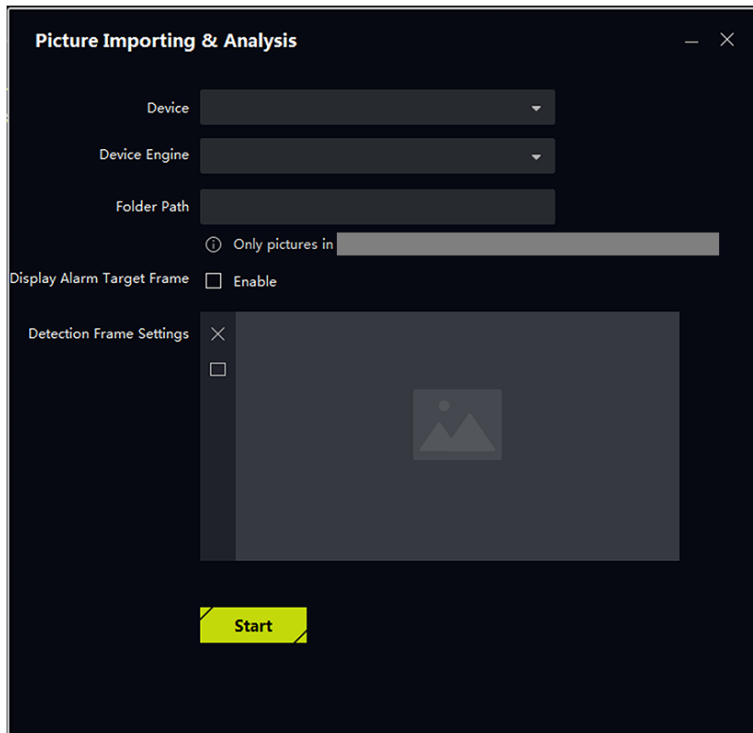 Picture Importing & Analysis
Device
Device Engine
Folder Path
Only pictures in
Display Alarm Target Frame
Enable
Detection Frame Settings
Start